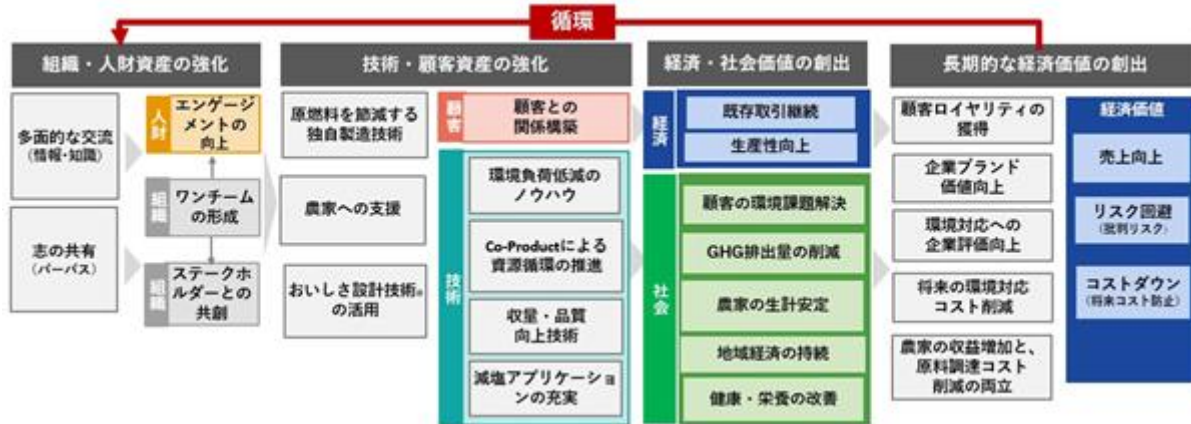 循環
組織・人財資産の強化
多面的な交流
(情報・知識)
志の共有
(パーパス)
人財
エンゲージ
メントの
向上
組織
ワンチーム
の形成
組織
ステークホ
ルダーとの
共創
技術・顧客資産の強化
原燃料を節減する
独自製造技術
農家への支援
おいしさ設計技術®
の活用
顧客
顧客との
関係構築
技術
環境負荷低減の
ノウハウ
Co-Productによる
資源循環の推進
収量・品質
向上技術
減塩アプリケーショ
ンの充実
経済・社会価値の創出
経済
既存取引継続
生産性向上
社会
顧客の環境課題解決
GHG排出量の削減
農家の生計安定
地域経済の持続
健康・栄養の改善
長期的な経済価値の創出
顧客ロイヤリティの
獲得
企業ブランド
価値向上
環境対応への
企業評価向上
将来の環境対応
コスト削減
農家の収益増加と、
原料調達コスト
削減の両立
経済価値
売上向上
リスク回避
(批判リスク)
コストダウン
(将来コスト防止)